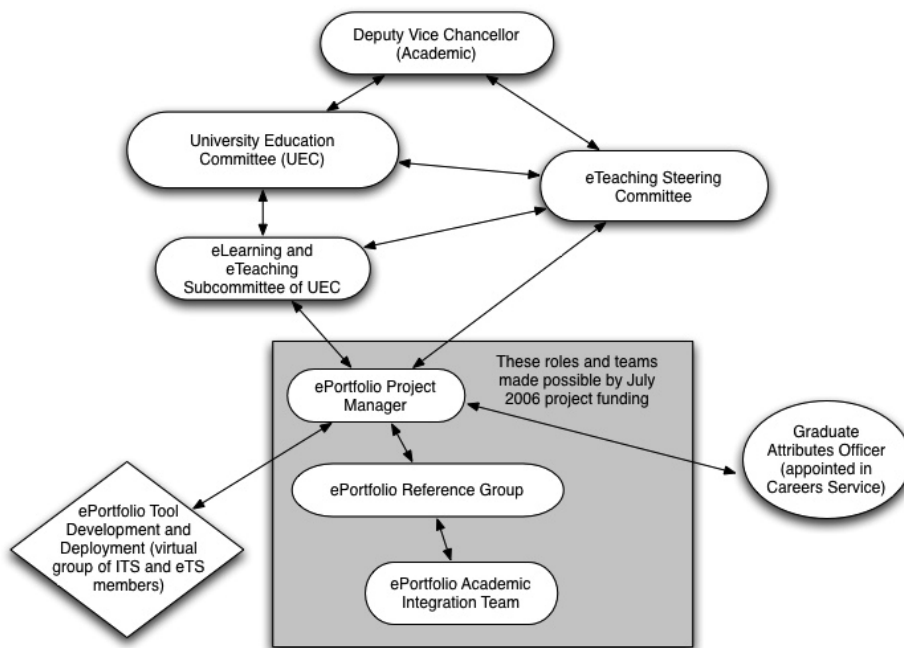 Deputy Vice Chancellor
(Academic)
University Education
Committee (UEC)
eTeaching Steering
Committee
eLearning and
eTeaching
Subcommittee of UEC
These roles and teams
made possible by July
2006 project funding
ePortfolio Project
Manager
Graduate
Attributes Officer
(appointed in
Careers Service)
ePortfolio Reference Group
ePortfolio Tool
Development and
Deployment (virtual
group of ITS and eTS
members)
ePortfolio Academic
Integration Team